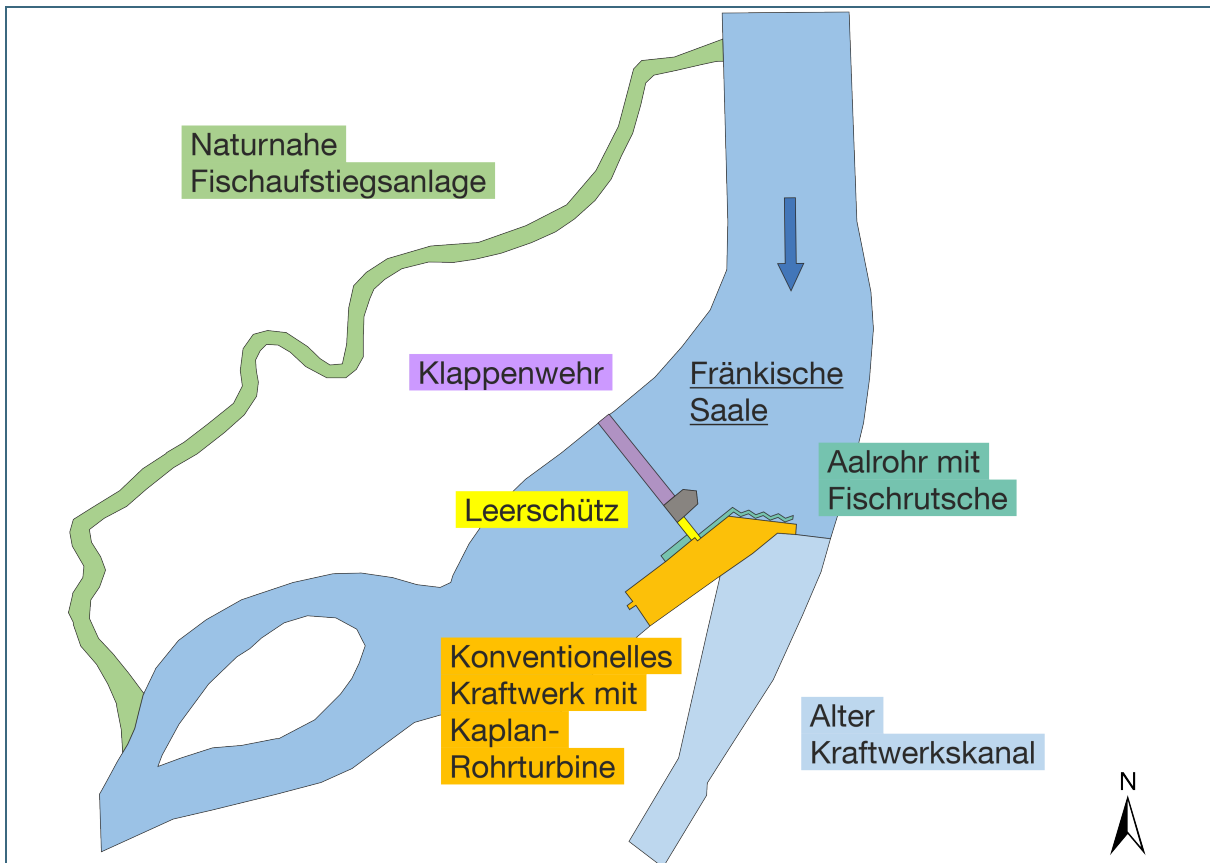 Naturnahe
Fischaufstiegsanlage
Klappenwehr
Fränkische
Saale
Aalrohr mit
Fischrutsche
Leerschütz
Konventionelles
Kraftwerk mit
Kaplan-
Rohrturbine
Alter
Kraftwerkskanal
N